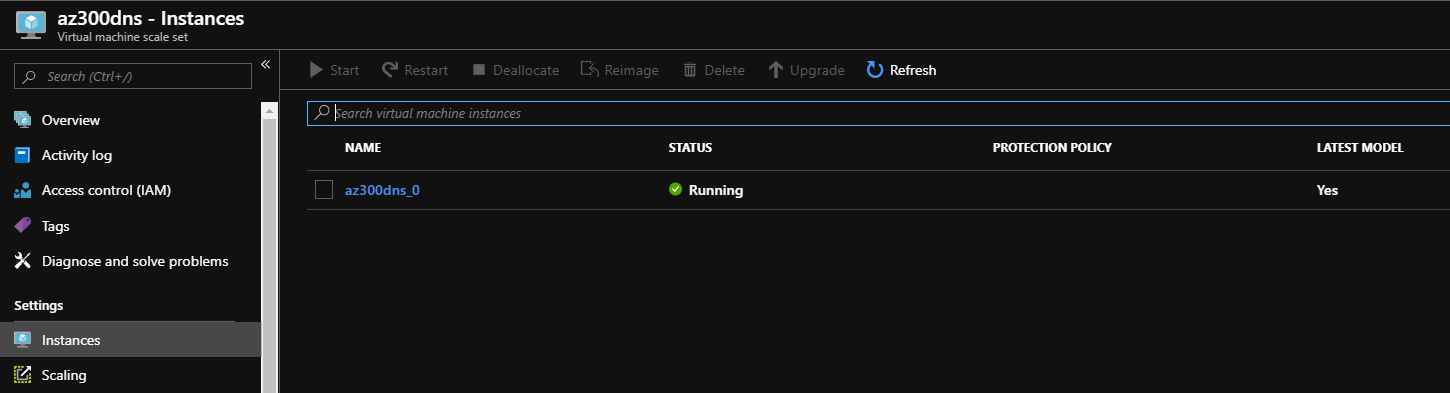 az300dns - Instances
Virtual machine scale set
Search (Ctrl+/)
«
Overview
Activity log
Access control (IAM)
Tags
Diagnose and solve problems
Settings
Instances
Scaling
Start Restart Deallocate Reimage Delete Upgrade Refresh
Search virtual machine instances
NAME STATUS PROTECTION POLICY LATEST MODEL
az300dns_0 Running Yes